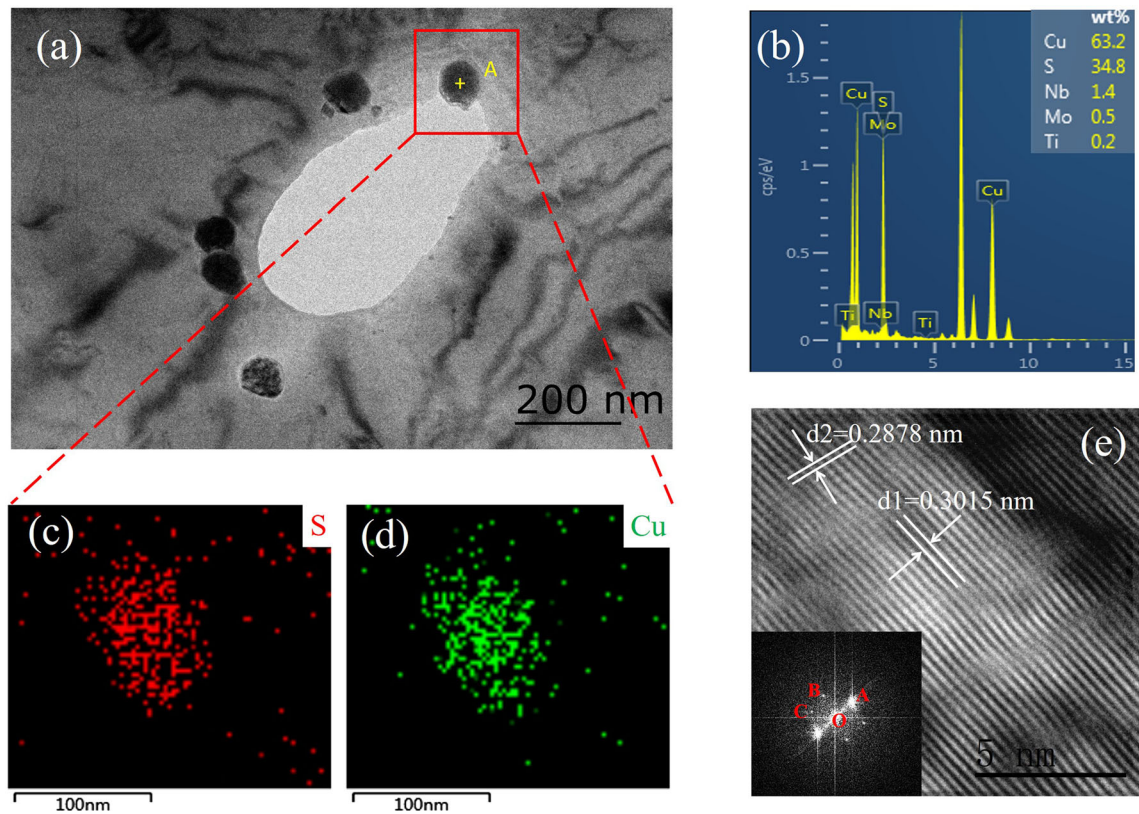 (a)
A
+
200 nm
(b)
wt%
Cu 63.2
S 34.8
Nb 1.4
Mo 0.5
Ti 0.2
Cu
S
Mo
Cu
Ti
Nb
Ti
cps/eV
1.5
1
0.5
0
0 5 10 15
(c)
S
100nm
(d)
Cu
100nm
(e)
d2=0.2878 nm
d1=0.3015 nm
B
A
C
O
5 nm